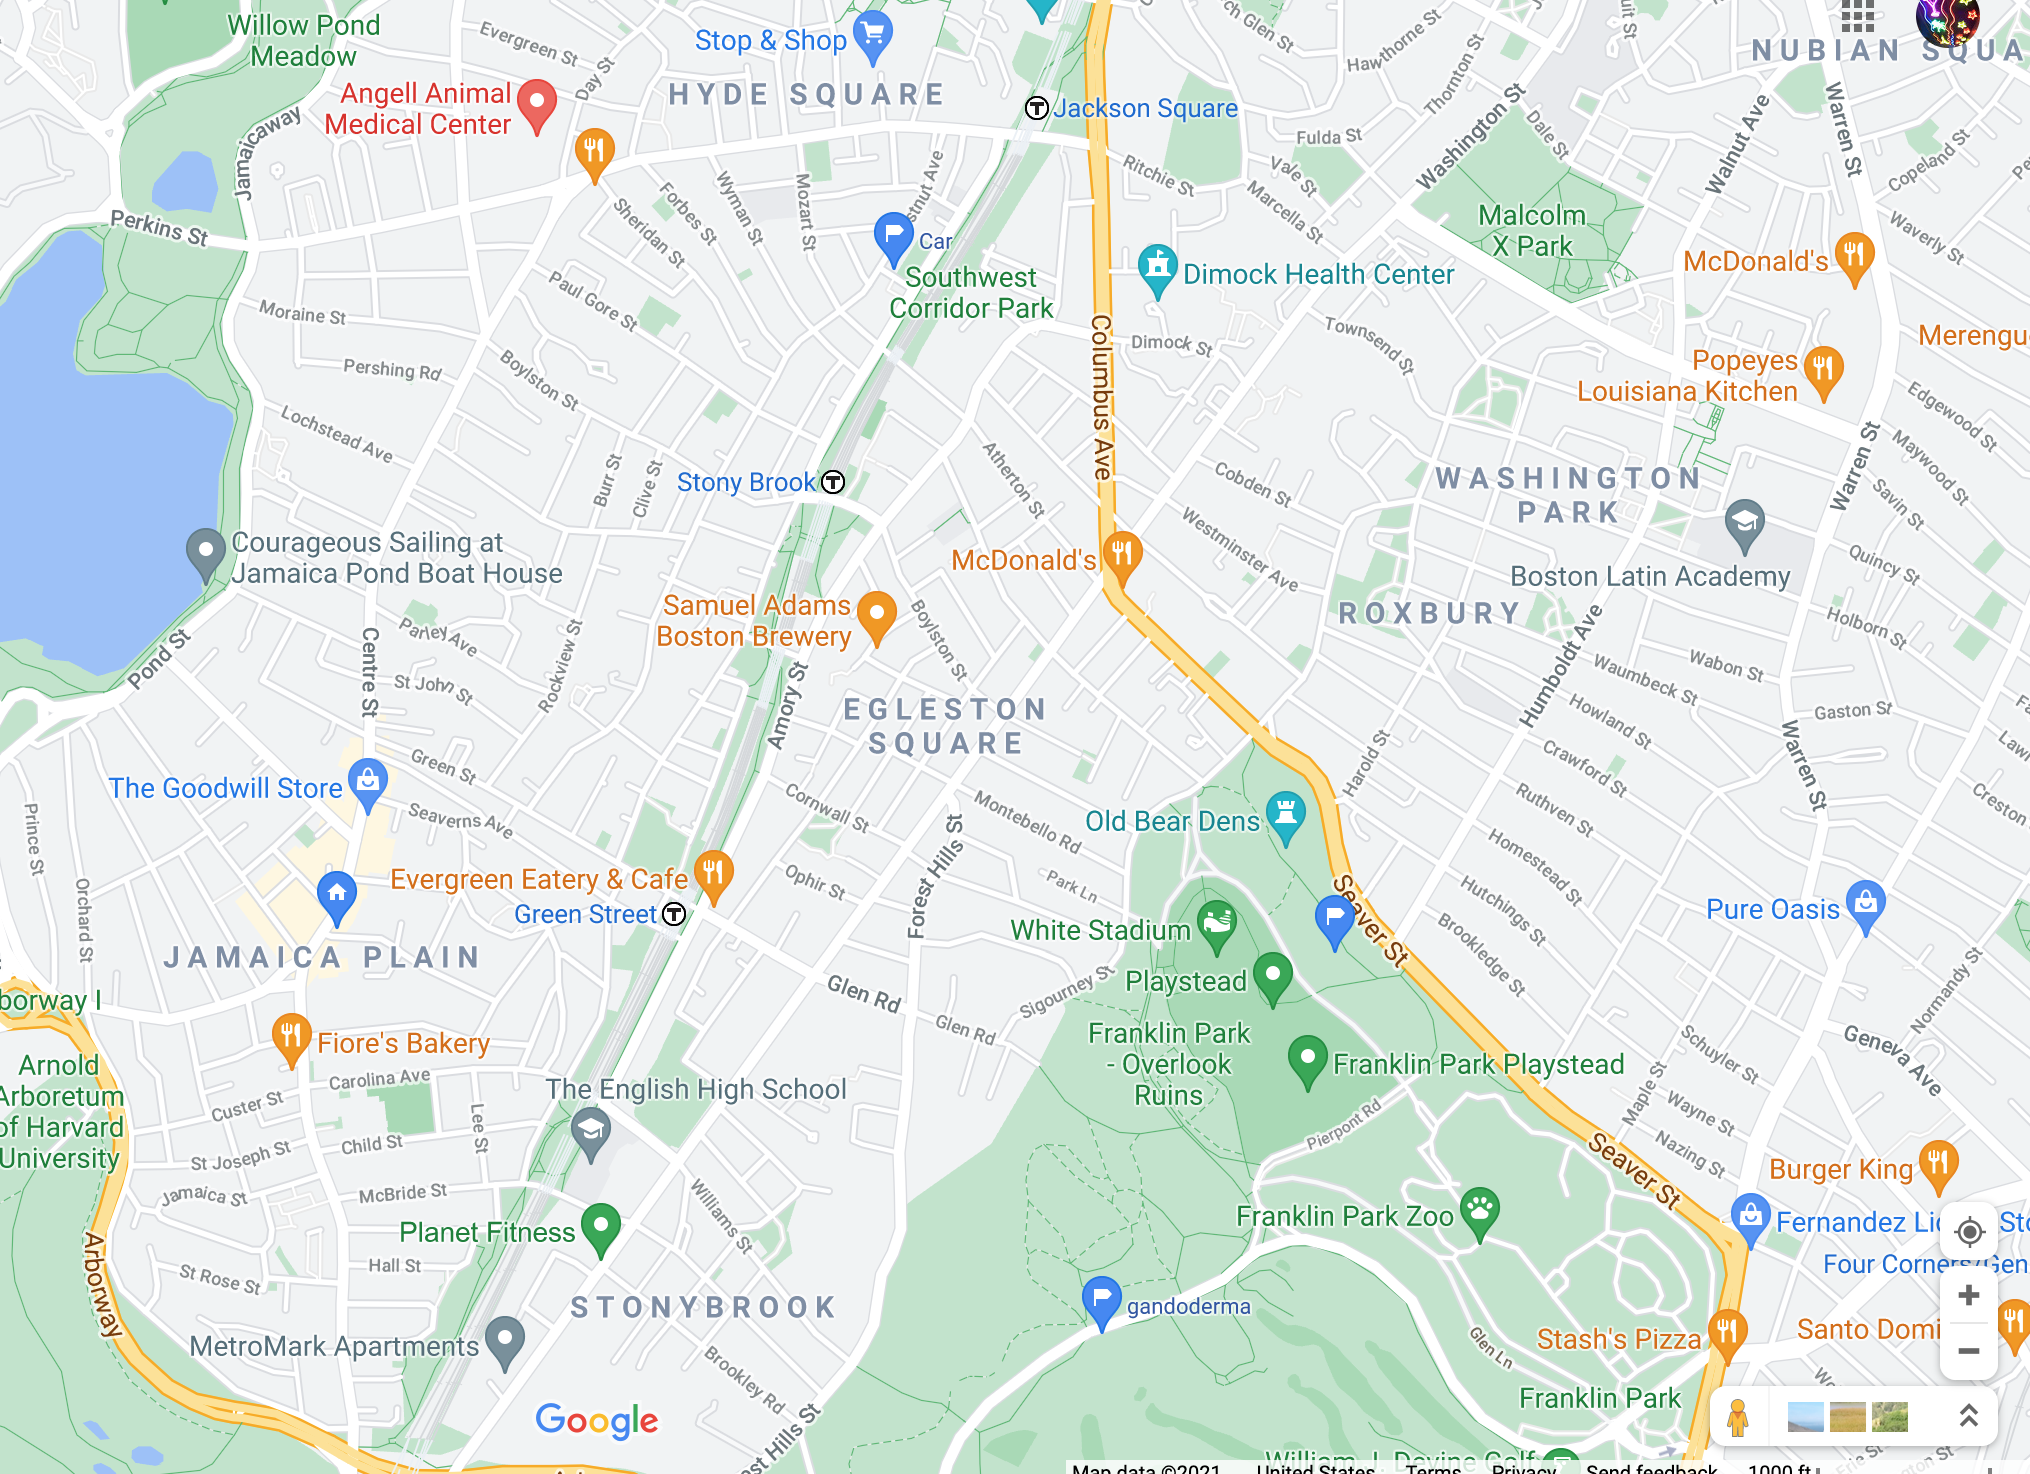 Willow Pond
Meadow
Evergreen St
Day St
Stop & Shop
HYDE SQUARE
Hawthorne St
Thornton St
NUBIAN SQUA
Angell Animal
Medical Center
Jamaicaway
Jackson Square
Fulda St
Washington St
Dale St
Walnut Ave
Warren St
Copeland St
Ritchie St
Vale St
Marcella St
Perkins St
Sheridan St
Forbes St
Wyman St
Mozart St
stnut Ave
Car
Southwest
Corridor Park
Malcolm
X Park
Waverly St
McDonald's
Dimock Health Center
Moraine St
Paul Gore St
Columbus Ave
Dimock St
Townsend St
Merengu
Popeyes
Louisiana Kitchen
Pershing Rd
Boylston St
Edgewood St
Lochstead Ave
Burr St
Clive St
Stony Brook
Atherton St
Cobden St
WASHINGTON
PARK
Warren St
Maywood St
Savin St
Courageous Sailing at
Jamaica Pond Boat House
McDonald's
Westminster Ave
Boston Latin Academy
Quincy St
Samuel Adams
Boston Brewery
Boylston St
ROXBURY
Holborn St
Pond St
Centre St
Parley Ave
St John St
Rockview St
Amory St
Humboldt Ave
Wabon St
Waumbeck St
Howland St
Gaston St
EGLESTON
SQUARE
Crawford St
Warren St
Green St
Harold St
The Goodwill Store
Seaverns Ave
Cornwall St
Montebello Rd
Old Bear Dens
Ruthven St
Creston
Prince St
Homestead St
Evergreen Eatery & Cafe
Ophir St
Park Ln
Forest Hills St
Hutchings St
Green Street
Seaver St
Pure Oasis
Orchard St
White Stadium
Brookledge St
JAMAICA PLAIN
Playstead
Sigourney St
Normandy St
borway I
Glen Rd
Glen Rd
Franklin Park
- Overlook
Ruins
Franklin Park Playstead
Schuyler St
Geneva Ave
Fiore's Bakery
Arnold
Arboretum
of Harvard
University
Carolina Ave
The English High School
Maple St
Wayne St
Custer St
Lee St
Child St
Pierpont Rd
Nazing St
St Joseph St
Seaver St
Burger King
Jamaica St
McBride St
Williams St
Planet Fitness
Franklin Park Zoo
Fernandez Li
Sto
Four Corners/Gen
Arborway
Hall St
St Rose St
STONYBROOK
gandoderma
MetroMark Apartments
Brookley Rd
Glen Ln
Stash's Pizza
Santo Domi
Franklin Park
Google
est Hills St
William J. Devine Golf
Map data ©2021
United States
Terms
Privacy
Send feedback
1000 ft